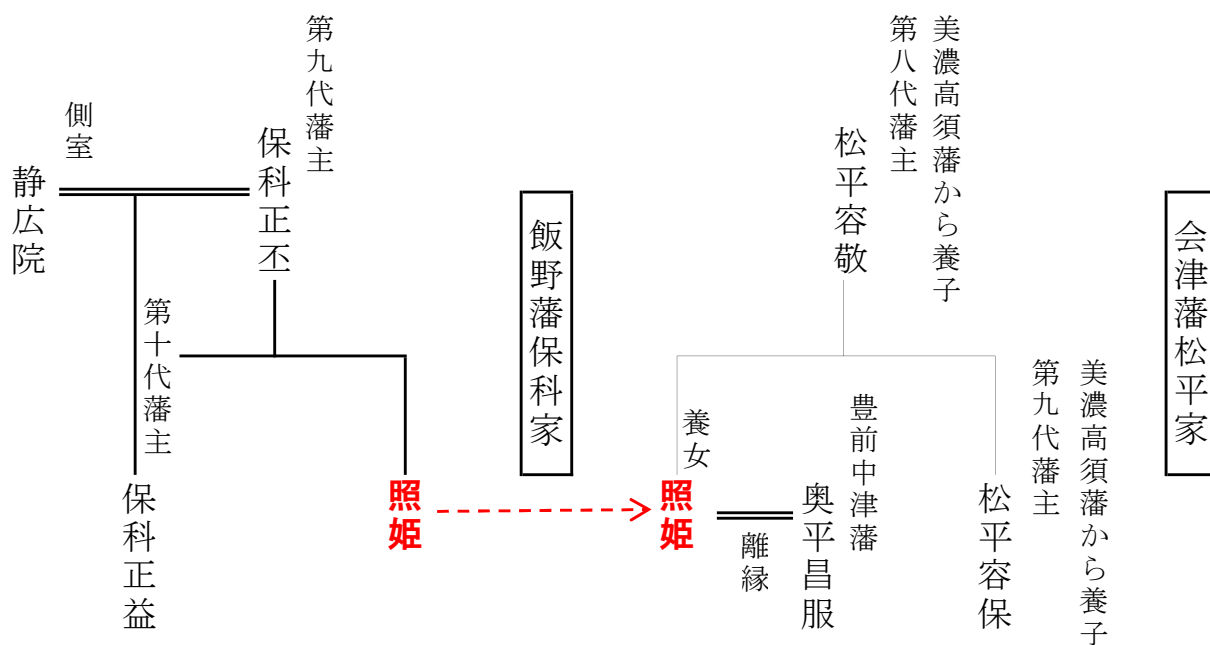 会津藩松平家
美濃高須藩から養子
第八代藩主
松平容敬
美濃高須藩から養子
第九代藩主
松平容保
豊前中津藩
奥平昌服
離縁
養女
照姫
飯野藩保科家
第九代藩主
保科正丕
側室
静広院
照姫
第十代藩主
保科正益